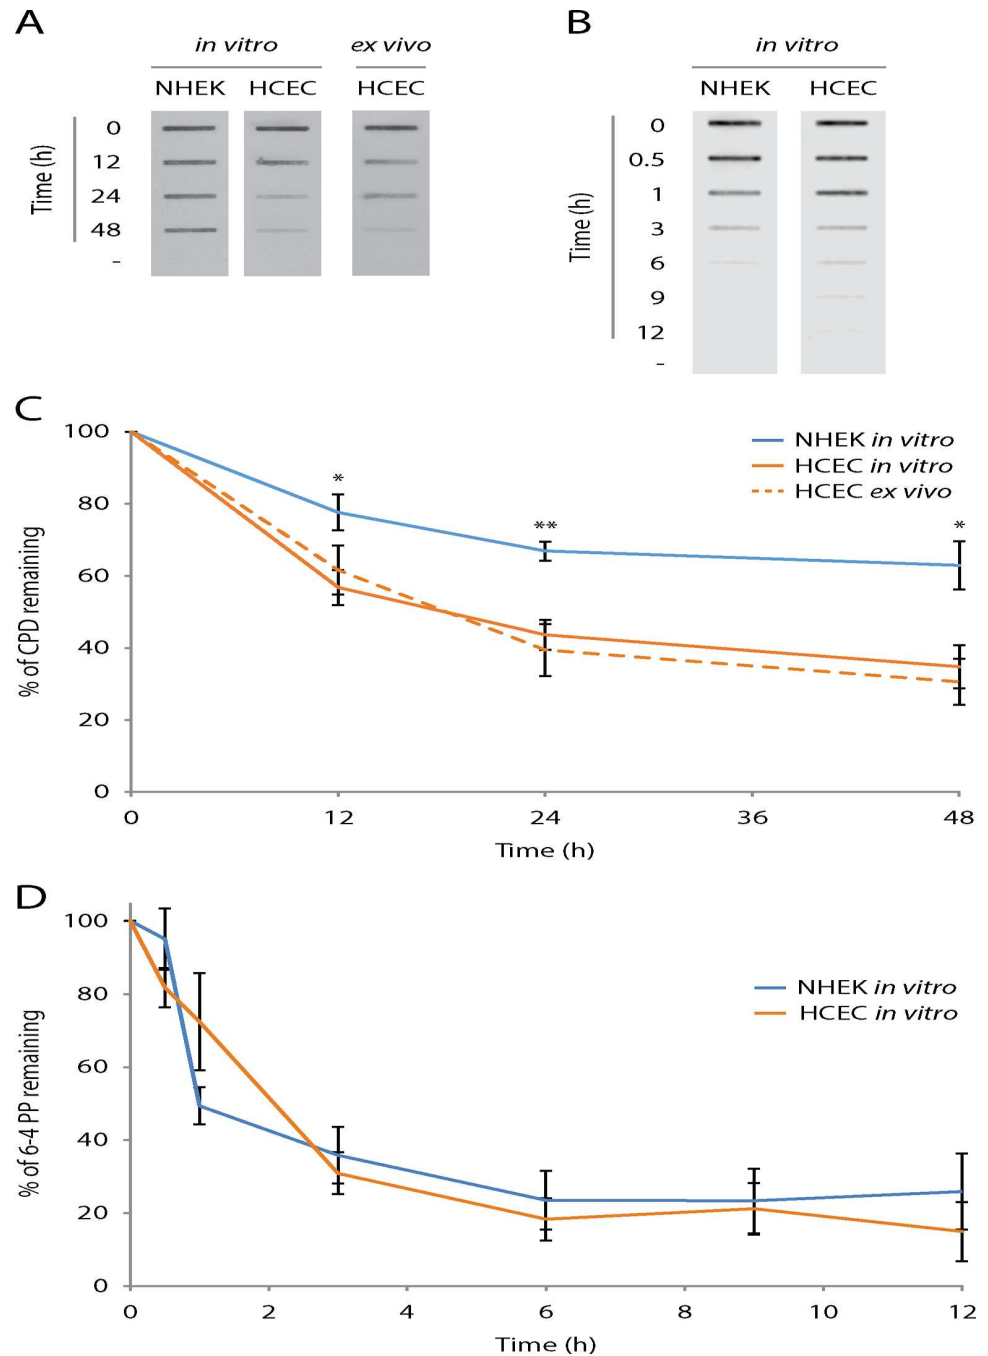 A
in vitro
ex vivo
NHEK
HCEC
HCEC
Time (h)
0
12
24
48
-
B
in vitro
NHEK
HCEC
Time (h)
0
0.5
1
3
6
9
12
-
C
% of CPD remaining
100
80
60
40
20
0
*
**
*
NHEK in vitro
HCEC in vitro
HCEC ex vivo
0
12
24
36
48
Time (h)
D
% of 6-4 PP remaining
100
80
60
40
20
0
NHEK in vitro
HCEC in vitro
0
2
4
6
8
10
12
Time (h)